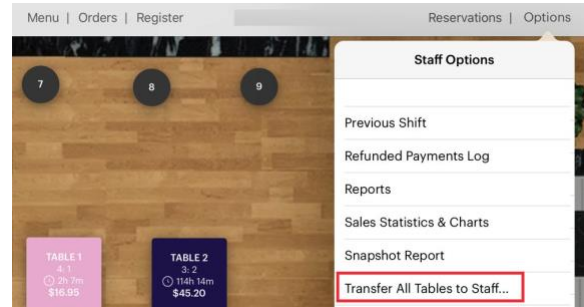 Menu | Orders | Register
Reservations | Options
Staff Options
7
8
9
Previous Shift
Refunded Payments Log
Reports
Sales Statistics & Charts
Snapshot Report
Transfer All Tables to Staff...
TABLE 1
4: 1
2h 7m
$16.95
TABLE 2
3: 2
114h 14m
$45.20